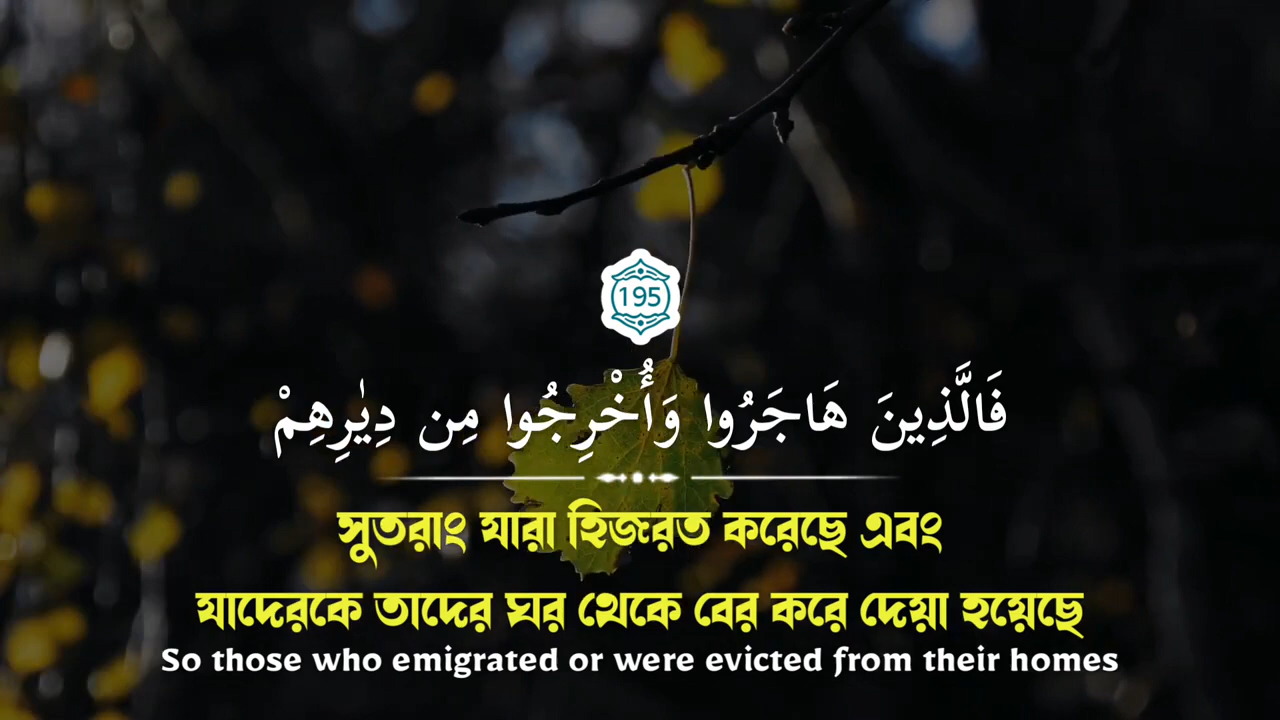 195
فَالَّذِينَ هَاجَرُوا وَأُخْرِجُوا مِن دِيٰرِهِمْ
সুতরাং যারা হিজরত করেছে এবং
যাদেরকে তাদের ঘর থেকে বের করে দেয়া হয়েছে
So those who emigrated or were evicted from their homes